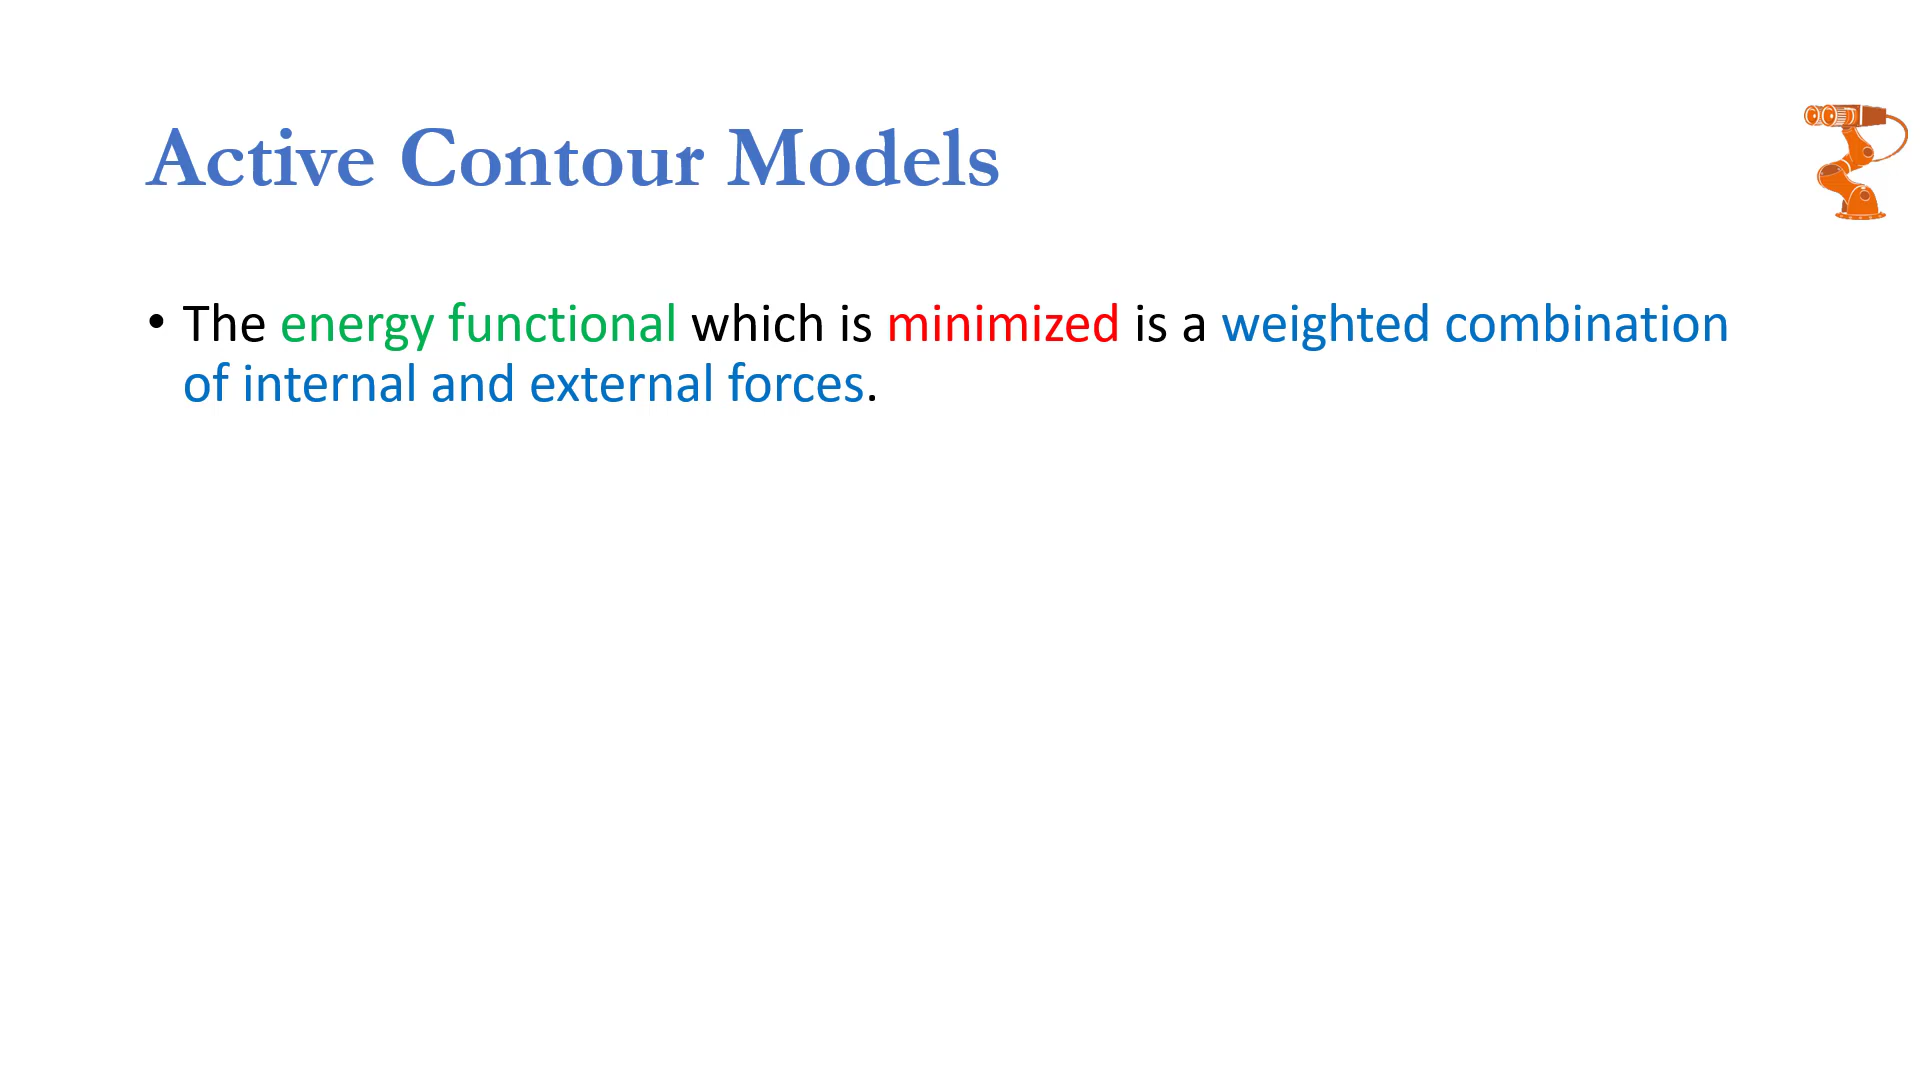 Active Contour Models
• The energy functional which is minimized is a weighted combination
of internal and external forces.